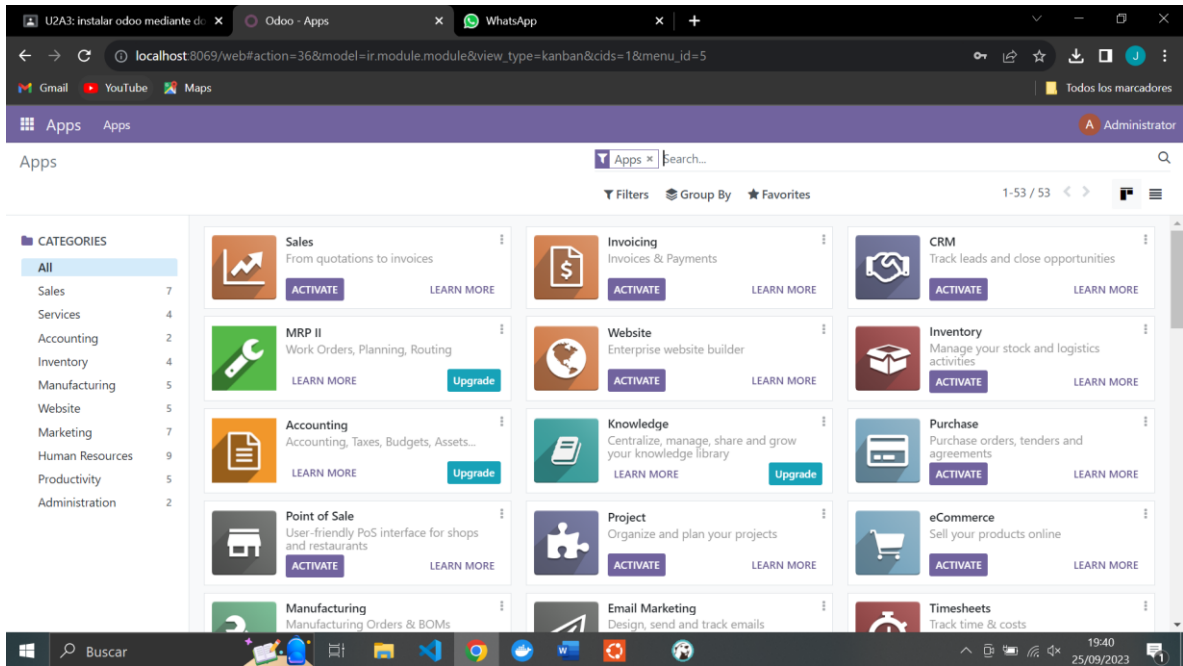 U2A3: instalar odoo mediante do
Odoo - Apps
WhatsApp
localhost:8069/web#action=36&model=ir.module.module&view_type=kanban&cids=1&menu_id=5
J
Gmail
YouTube
Maps
Todos los marcadores
Apps
Apps
A
Administrator
Apps
Apps ×
Search...
Filters
Group By
Favorites
1-53 / 53
CATEGORIES
All
Sales 7
Services 4
Accounting 2
Inventory 4
Manufacturing 5
Website 5
Marketing 7
Human Resources 9
Productivity 5
Administration 2
Sales
From quotations to invoices
ACTIVATE
LEARN MORE
Invoicing
Invoices & Payments
ACTIVATE
LEARN MORE
CRM
Track leads and close opportunities
ACTIVATE
LEARN MORE
MRP II
Work Orders, Planning, Routing
LEARN MORE
Upgrade
Website
Enterprise website builder
ACTIVATE
LEARN MORE
Inventory
Manage your stock and logistics
activities
ACTIVATE
LEARN MORE
Accounting
Accounting, Taxes, Budgets, Assets...
LEARN MORE
Upgrade
Knowledge
Centralize, manage, share and grow
your knowledge library
LEARN MORE
Upgrade
Purchase
Purchase orders, tenders and
agreements
ACTIVATE
LEARN MORE
Point of Sale
User-friendly PoS interface for shops
and restaurants
ACTIVATE
LEARN MORE
Project
Organize and plan your projects
ACTIVATE
LEARN MORE
eCommerce
Sell your products online
ACTIVATE
LEARN MORE
Manufacturing
Manufacturing Orders & BOMs
Email Marketing
Design, send and track emails
Timesheets
Track time & costs
Buscar
19:40
25/09/2023
1